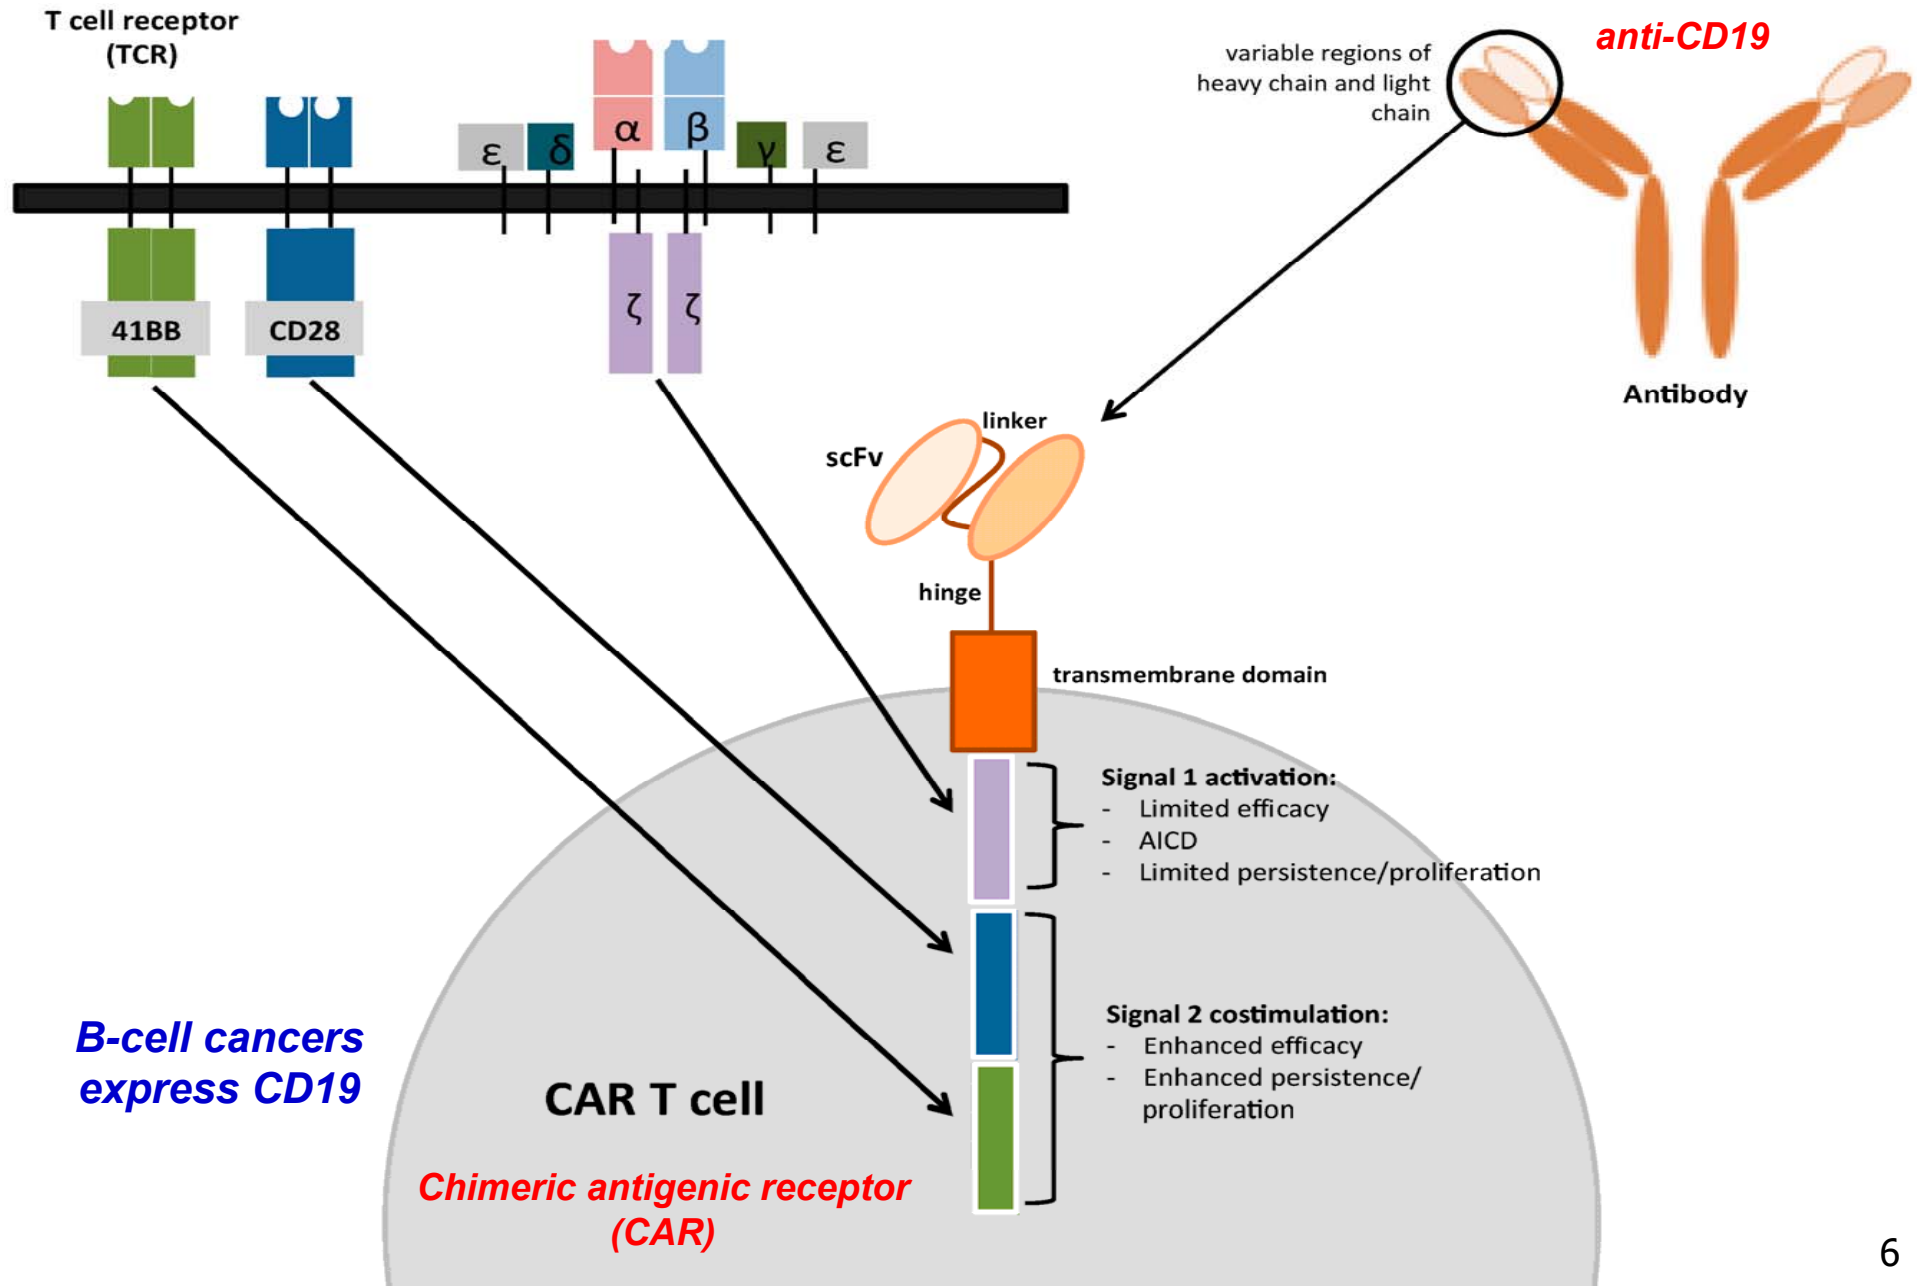 T cell receptor
(TCR)
ε
δ
α
β
γ
ε
ζ
ζ
41BB
CD28
variable regions of
heavy chain and light
chain
anti-CD19
Antibody
linker
scFv
hinge
transmembrane domain
Signal 1 activation:
- Limited efficacy
- AICD
- Limited persistence/proliferation
Signal 2 costimulation:
- Enhanced efficacy
- Enhanced persistence/
proliferation
B-cell cancers
express CD19
CAR T cell
Chimeric antigenic receptor
(CAR)
6